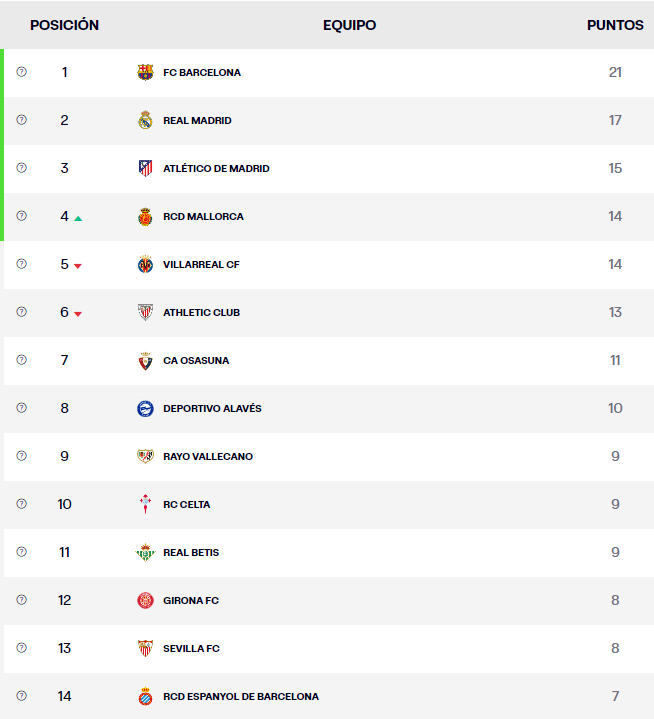 POSICIÓN EQUIPO PUNTOS
? 1 FC BARCELONA 21
? 2 REAL MADRID 17
? 3 ATLÉTICO DE MADRID 15
? 4 RCD MALLORCA 14
? 5 VILLARREAL CF 14
? 6 ATHLETIC CLUB 13
? 7 CA OSASUNA 11
? 8 DEPORTIVO ALAVÉS 10
? 9 RAYO VALLECANO 9
? 10 RC CELTA 9
? 11 REAL BETIS 9
? 12 GIRONA FC 8
? 13 SEVILLA FC 8
? 14 RCD ESPANYOL DE BARCELONA 7